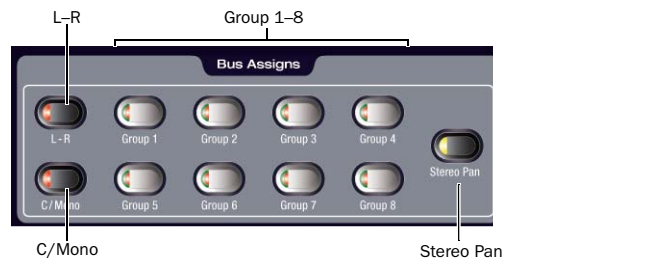 L–R
Group 1–8
Bus Assigns
L-R
Group 1
Group 2
Group 3
Group 4
Stereo Pan
C/Mono
Group 5
Group 6
Group 7
Group 8
C/Mono
Stereo Pan